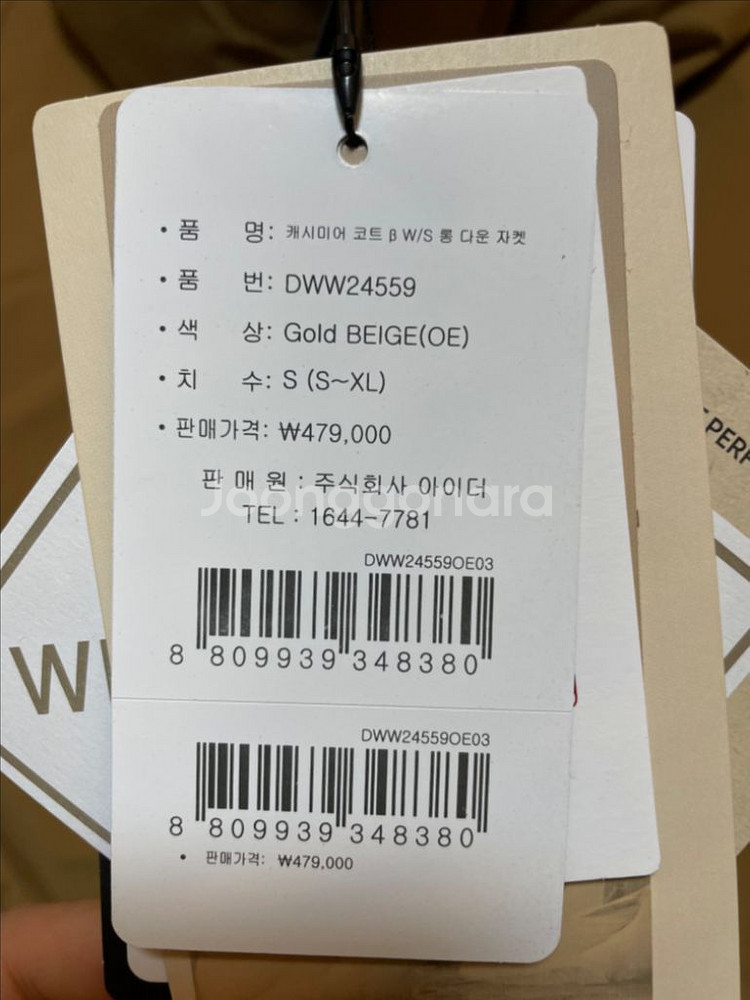 • 품 명: 캐시미어 코트 β W/S 롱 다운 자켓
• 품 번: DWW24559
• 색 상: Gold BEIGE(OE)
• 치 수: S (S~XL)
• 판매가격: ₩479,000
판 매 원 : 주식회사 아이더
Joonggonara
TEL : 1644-7781
DWW24559OE03
8 809939 348380
DWW24559OE03
8 809939 348380
• 판매가격: ₩479,000